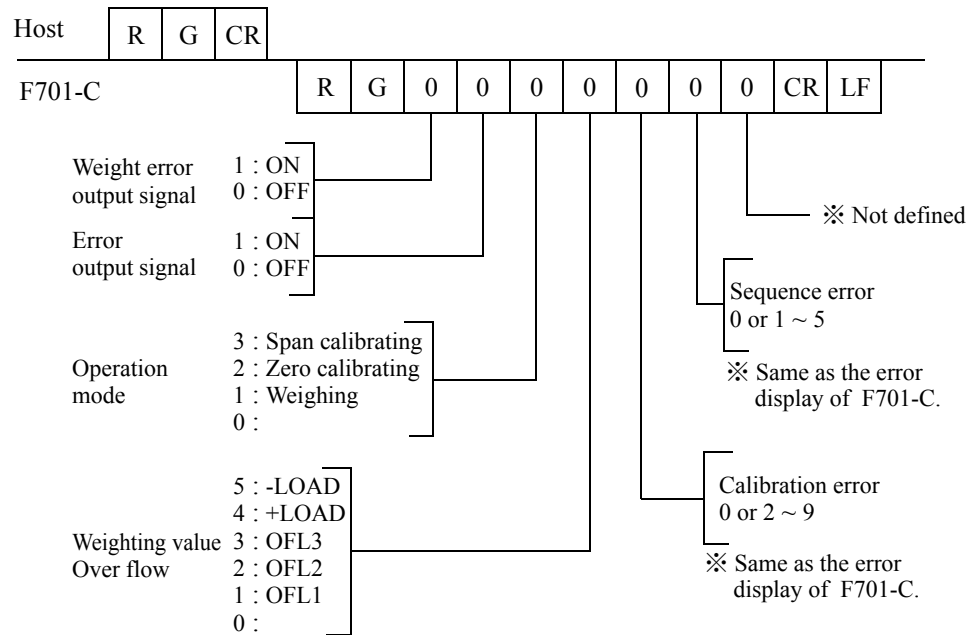 Host R G CR
F701-C R G 0 0 0 0 0 0 0 CR LF
Weight error
output signal
1 : ON
0 : OFF
Error
output signal
1 : ON
0 : OFF
Operation
mode
3 : Span calibrating
2 : Zero calibrating
1 : Weighing
0 :
Weighting value
Over flow
5 : -LOAD
4 : +LOAD
3 : OFL3
2 : OFL2
1 : OFL1
0 :
※ Not defined
Sequence error
0 or 1 ~ 5
※ Same as the error
display of F701-C.
Calibration error
0 or 2 ~ 9
※ Same as the error
display of F701-C.